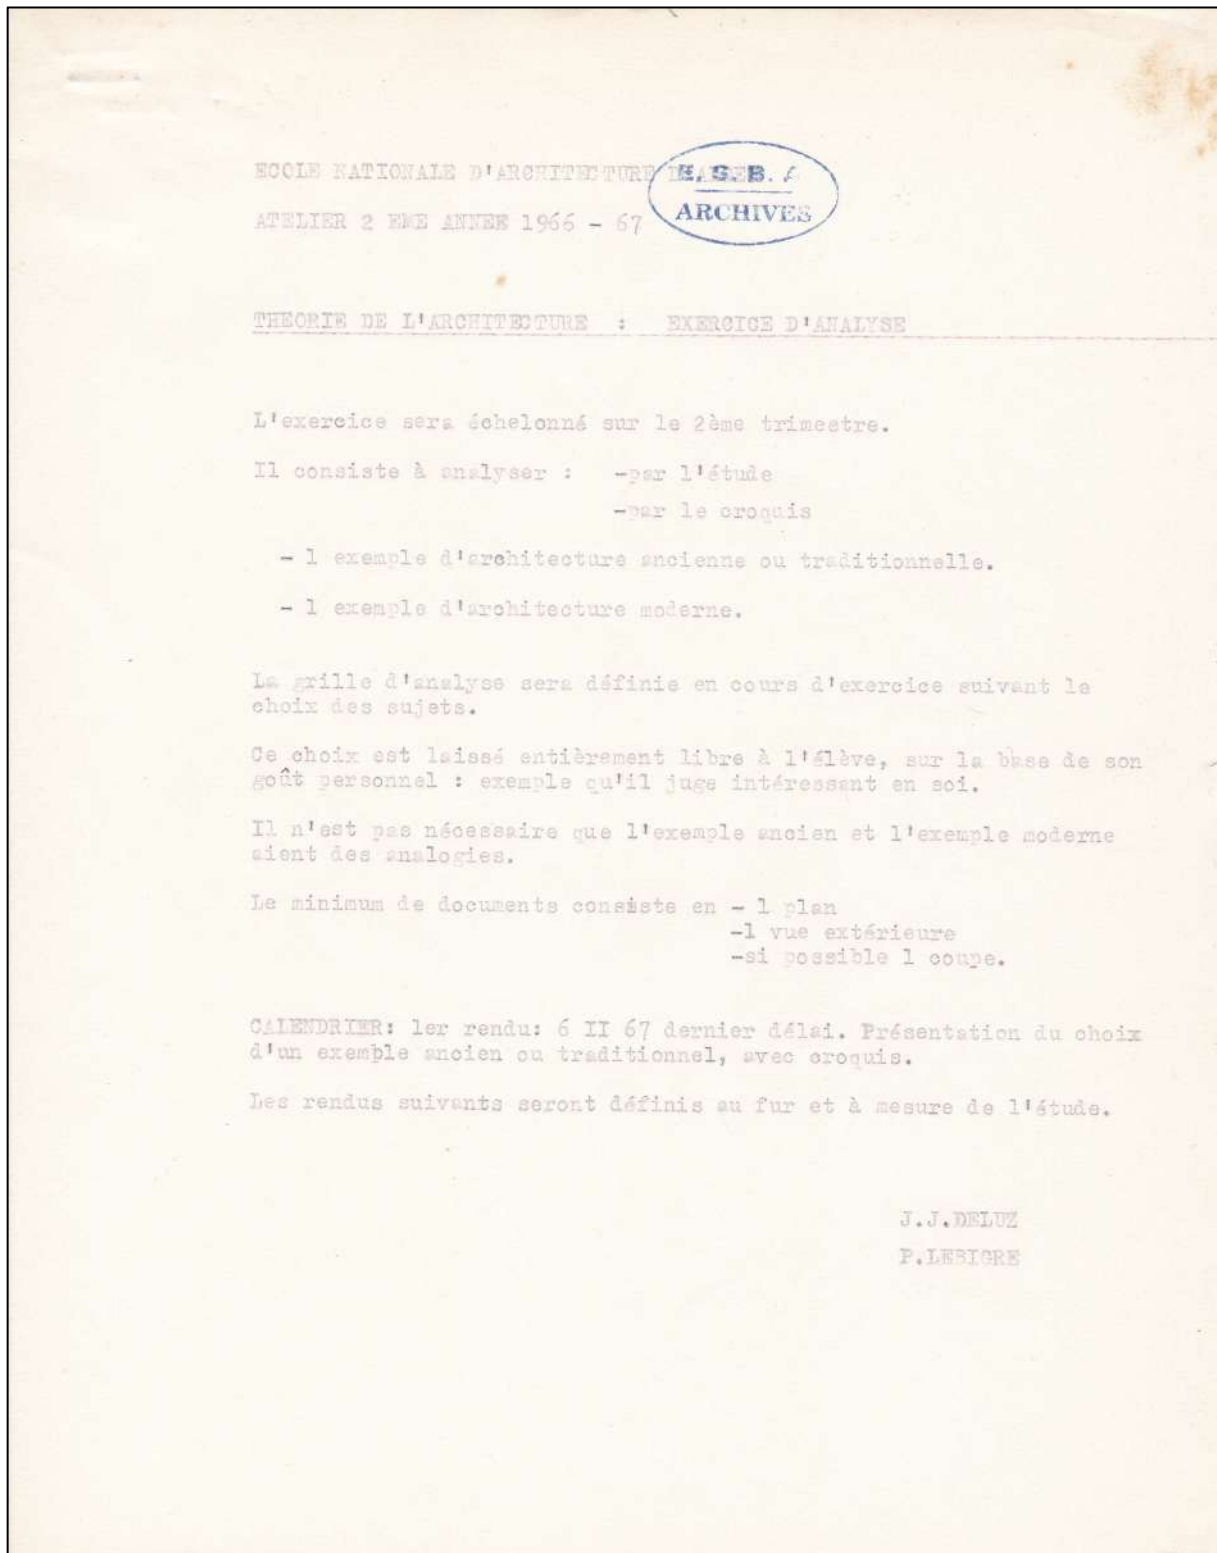 ECOLE NATIONALE D'ARCHITECTURE
E.S.B.A
ARCHIVES
ATELIER 2 EME ANNEE 1966 - 67
THEORIE DE L'ARCHITECTURE : EXERCICE D'ANALYSE
L'exercice sera échelonné sur le 2ème trimestre.
Il consiste à analyser : -par l'étude
-par le croquis
- 1 exemple d'architecture ancienne ou traditionnelle.
- 1 exemple d'architecture moderne.
La grille d'analyse sera définie en cours d'exercice suivant le
choix des sujets.
Ce choix est laissé entièrement libre à l'élève, sur la base de son
goût personnel : exemple qu'il juge intéressant en soi.
Il n'est pas nécessaire que l'exemple ancien et l'exemple moderne
aient des analogies.
Le minimum de documents consiste en - 1 plan
-1 vue extérieure
-si possible 1 coupe.
CALENDRIER: 1er rendu: 6 II 67 dernier délai. Présentation du choix
d'un exemple ancien ou traditionnel, avec croquis.
Les rendus suivants seront définis au fur et à mesure de l'étude.
J.J.DELUZ
P.LEBIGRE